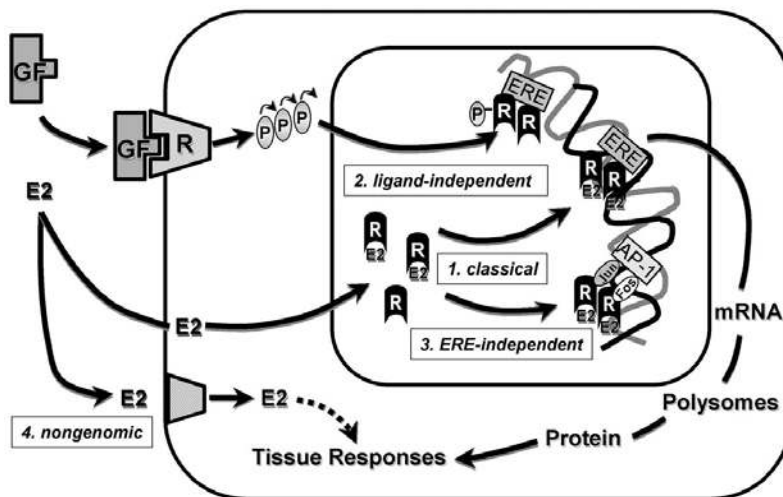 GF
GF
R
P
P
P
P
R
R
ERE
ERE
2. ligand-independent
R
E2
R
E2
E2
R
E2
R
E2
1. classical
R
AP-1
Jun
Fos
R
E2
R
E2
3. ERE-independent
mRNA
E2
E2
E2
4. nongenomic
Polysomes
Protein
Tissue Responses